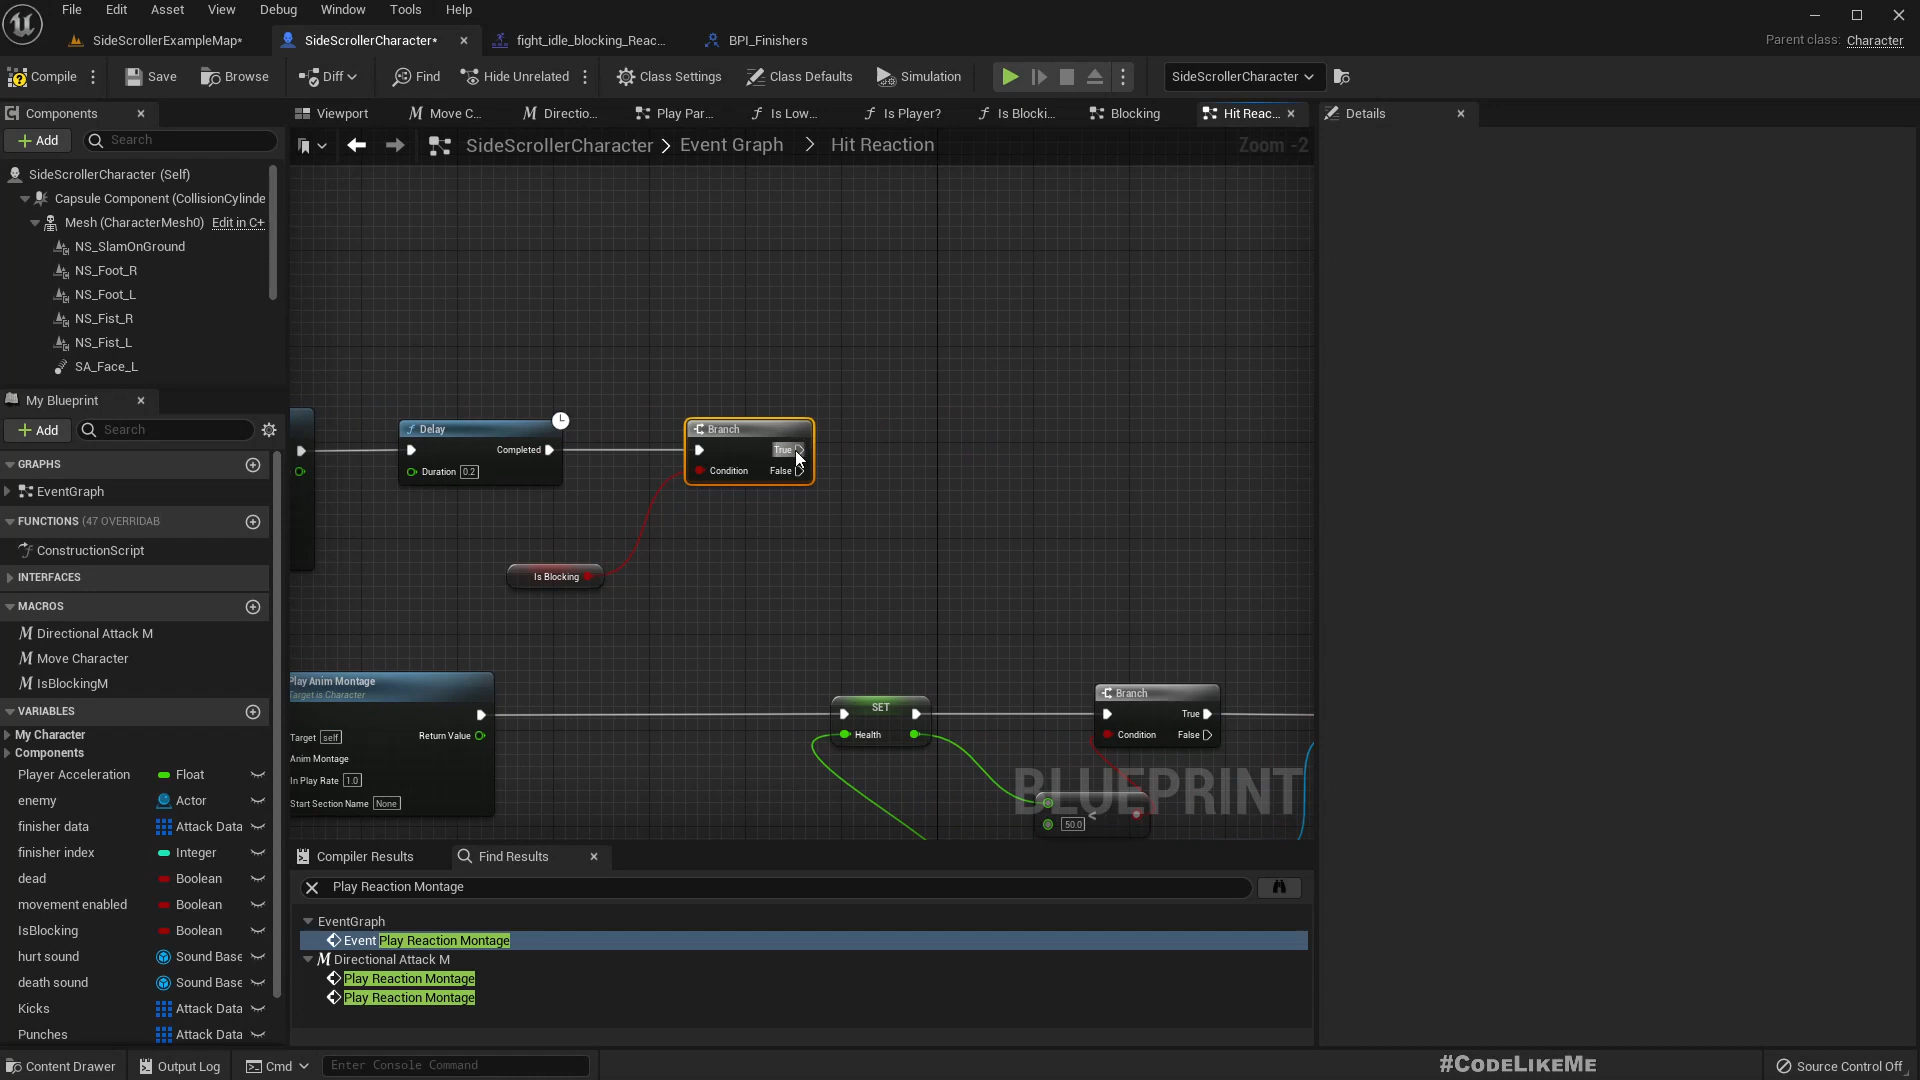 File Edit Asset View Debug Window Tools Help
SideScrollerExampleMap* SideScrollerCharacter* fight_idle_blocking_Reac... BPI_Finishers
Parent class: Character
Compile Save Browse Diff Find Hide Unrelated Class Settings Class Defaults Simulation SideScrollerCharacter
Components
Viewport Move C... Directio... Play Par... Is Low... Is Player? Is Blocki... Blocking Hit Reac... Details
Add Search
SideScrollerCharacter > Event Graph > Hit Reaction Zoom -2
SideScrollerCharacter (Self)
Capsule Component (CollisionCylinde
Mesh (CharacterMesh0) Edit in C+
NS_SlamOnGround
NS_Foot_R
NS_Foot_L
NS_Fist_R
NS_Fist_L
SA_Face_L
My Blueprint
Add Search
GRAPHS
EventGraph
FUNCTIONS (47 OVERRIDAB
ConstructionScript
INTERFACES
MACROS
Directional Attack M
Move Character
IsBlockingM
VARIABLES
My Character
Components
Player Acceleration Float
enemy Actor
finisher data Attack Data
finisher index Integer
dead Boolean
movement enabled Boolean
IsBlocking Boolean
hurt sound Sound Base
death sound Sound Base
Kicks Attack Data
Punches Attack Data
Delay
Completed
Duration 0.2
Branch
True
Condition False
Is Blocking
Play Anim Montage
Target is Character
Target self Return Value
Anim Montage
In Play Rate 1.0
Start Section Name None
SET
Health
Branch
True
Condition False
50.0 <
BLUEPRINT
Compiler Results Find Results
Play Reaction Montage
EventGraph
Event Play Reaction Montage
Directional Attack M
Play Reaction Montage
Play Reaction Montage
Content Drawer Output Log Cmd Enter Console Command
#CodeLikeMe
Source Control Off